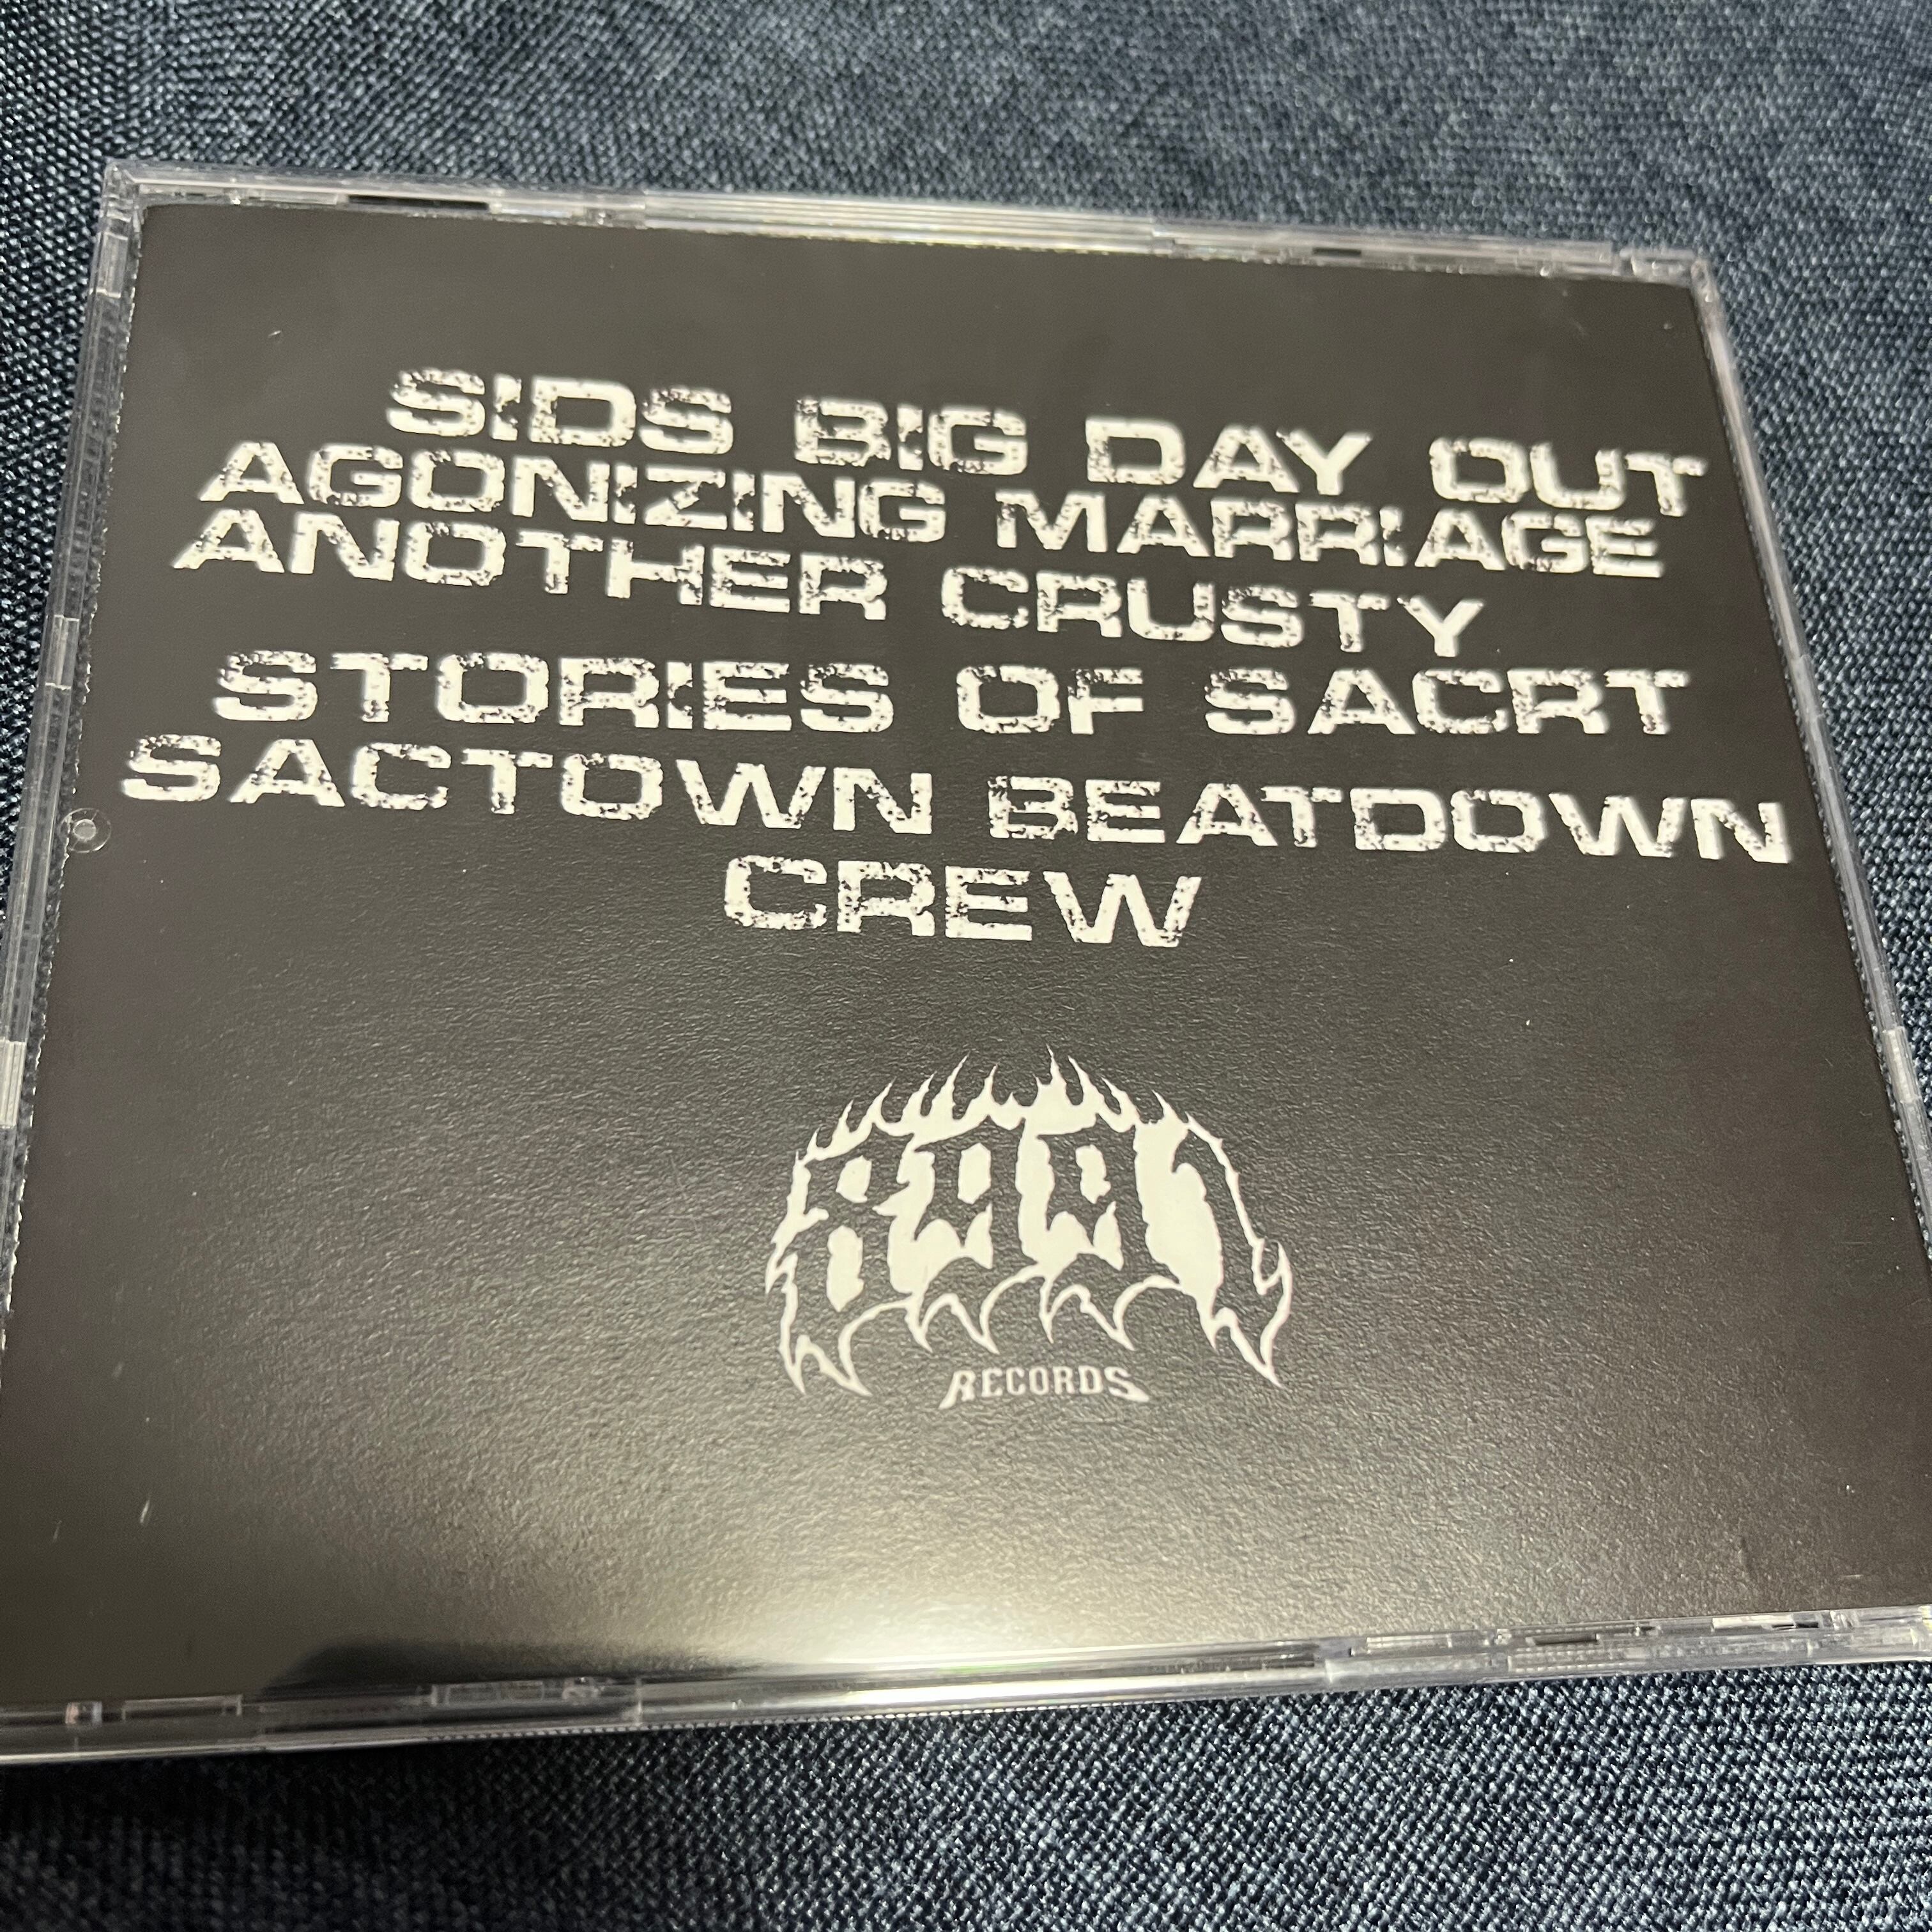 SIDS BIG DAY OUT
AGONIZING MARRIAGE
ANOTHER CRUSTY
STORIES OF SACRT
SACTOWN BEATDOWN
CREW
RECORDS